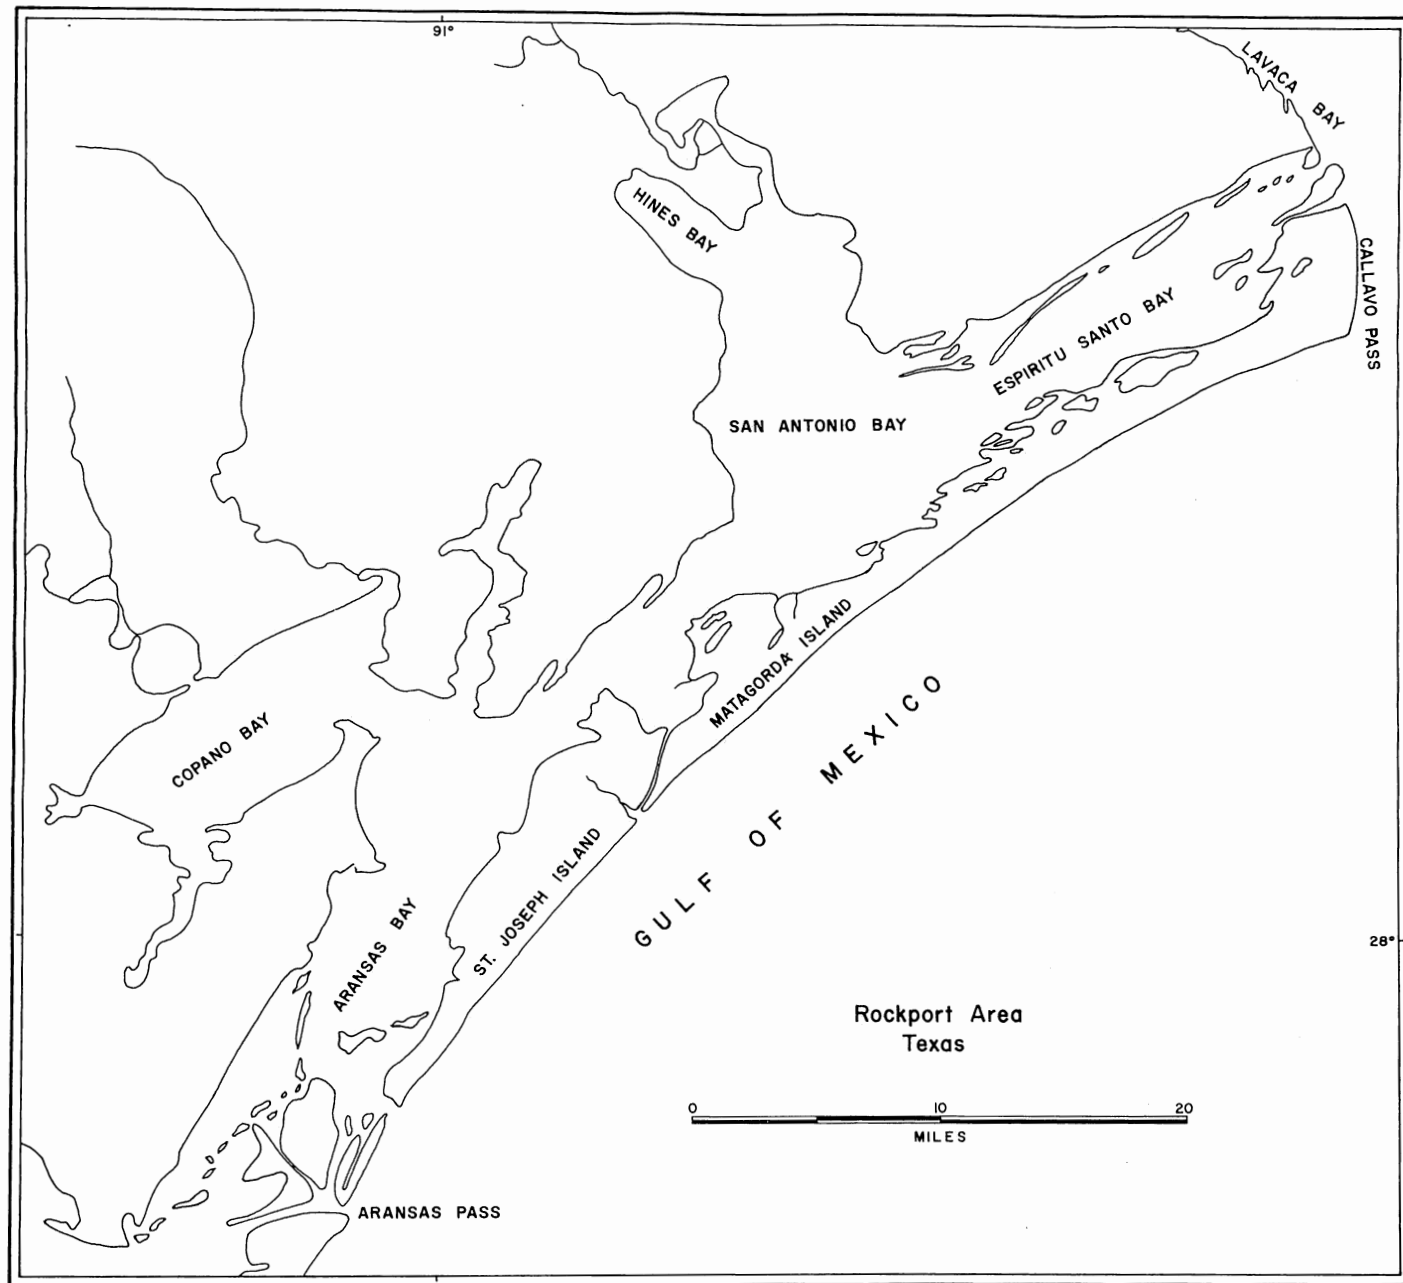 91°
LAVACA BAY
HINES BAY
CALLAVO PASS
ESPIRITU SANTO BAY
SAN ANTONIO BAY
MATAGORDA ISLAND
COPANO BAY
GULF OF MEXICO
ST. JOSEPH ISLAND
ARANSAS BAY
28°
Rockport Area
Texas
0 10 20
MILES
ARANSAS PASS